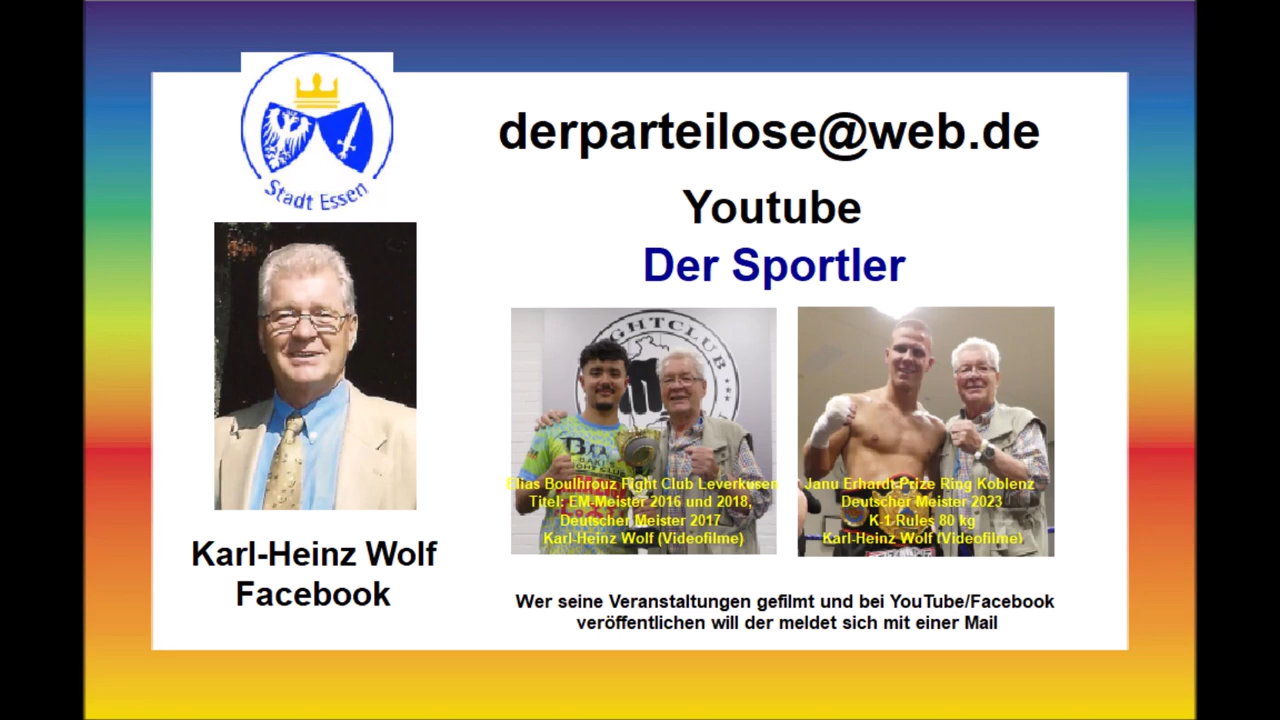 Stadt Essen
derparteilose@web.de
Youtube
Der Sportler
Karl-Heinz Wolf
Facebook
FIGHTCLUB
Elias Boulhrouz Fight Club Leverkusen
Titel: EM-Meister 2016 und 2018,
Deutscher Meister 2017
Karl-Heinz Wolf (Videofilme)
Janu Erhardt Prize Ring Koblenz
Deutscher Meister 2023
K-1 Rules 80 kg
Karl-Heinz Wolf (Videofilme)
Wer seine Veranstaltungen gefilmt und bei YouTube/Facebook
veröffentlichen will der meldet sich mit einer Mail